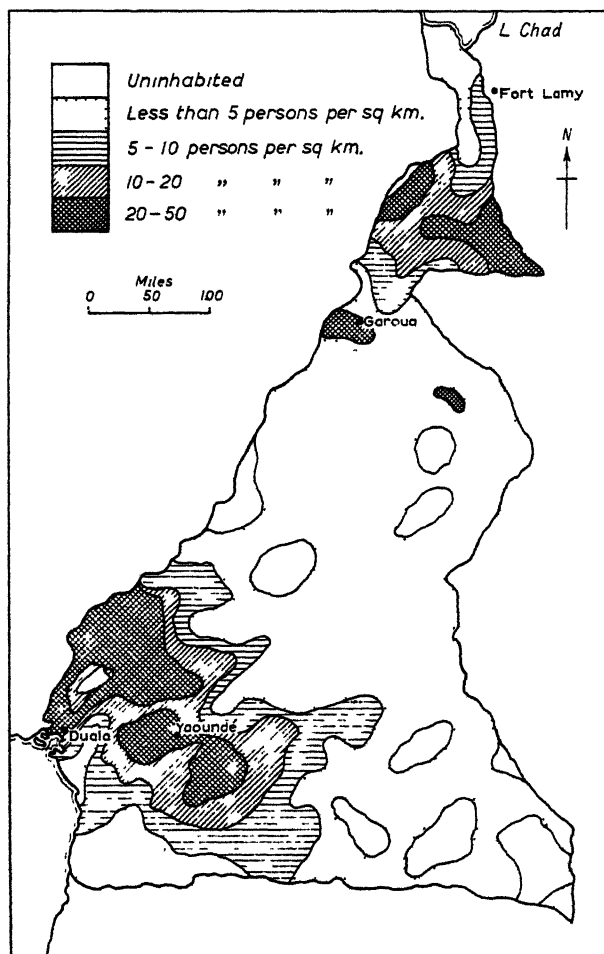 L Chad
Uninhabited
Less than 5 persons per sq km.
Fort Lamy
5 - 10 persons per sq km.
N
10 - 20 " " "
20 - 50 " " "
Miles
0 50 100
Garoua
Duala
Yaoundé